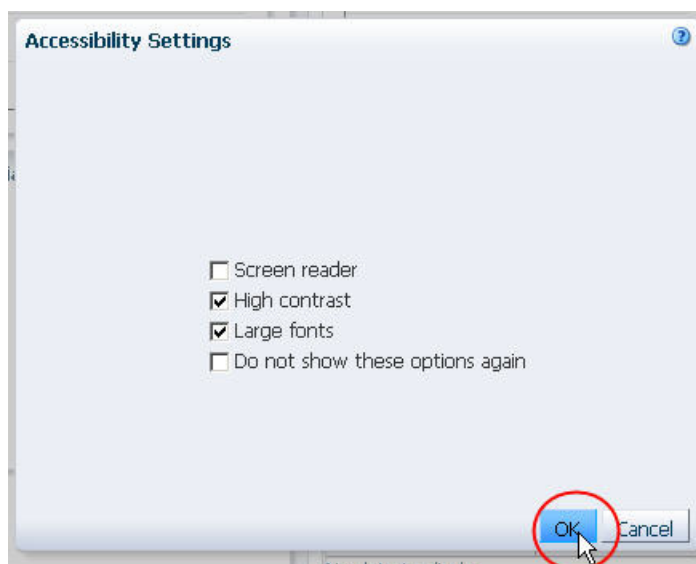 Accessibility Settings
?
Screen reader
High contrast
Large fonts
Do not show these options again
OK
Cancel